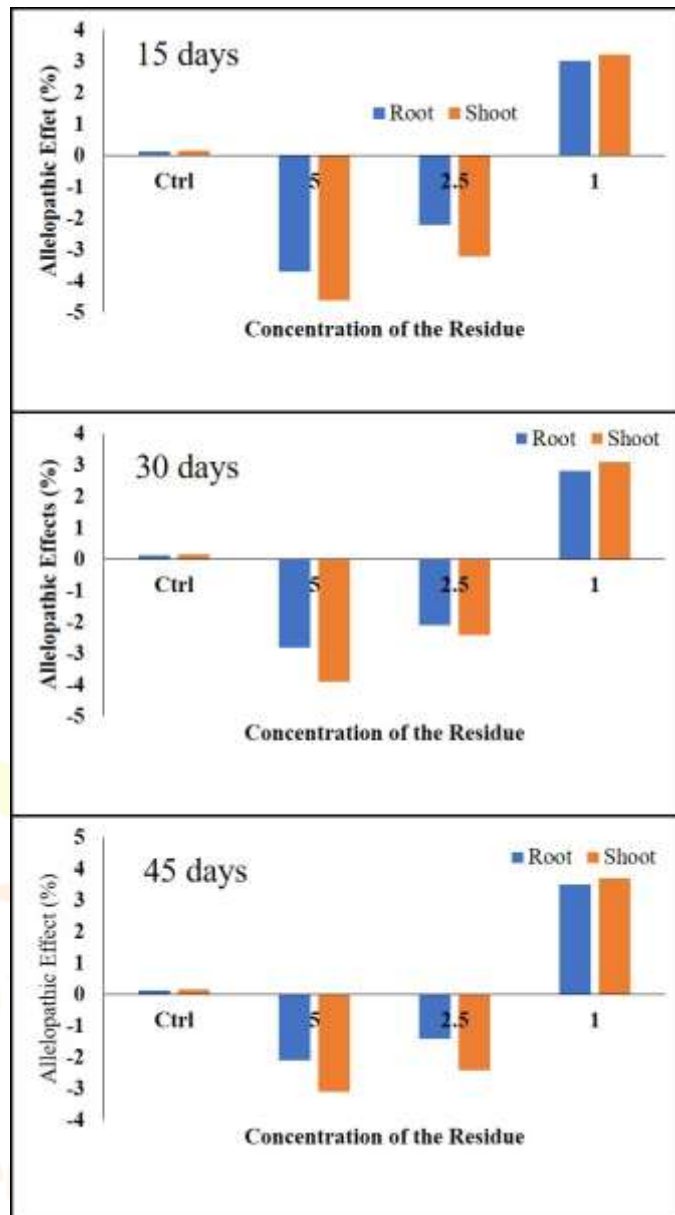 4
15 days
3
2
Root Shoot
1
0
Ctrl 5 2.5 1
-1
-2
-3
-4
-5
Allelopathic Effet (%)
Concentration of the Residue
4
Root Shoot
30 days
3
2
1
0
Ctrl 5 2.5 1
-1
-2
-3
-4
-5
Allelopathic Effects (%)
Concentration of the Residue
5
Root Shoot
45 days
4
3
2
1
0
Ctrl 5 2.5 1
-1
-2
-3
-4
Allelopathic Effect (%)
Concentration of the Residue